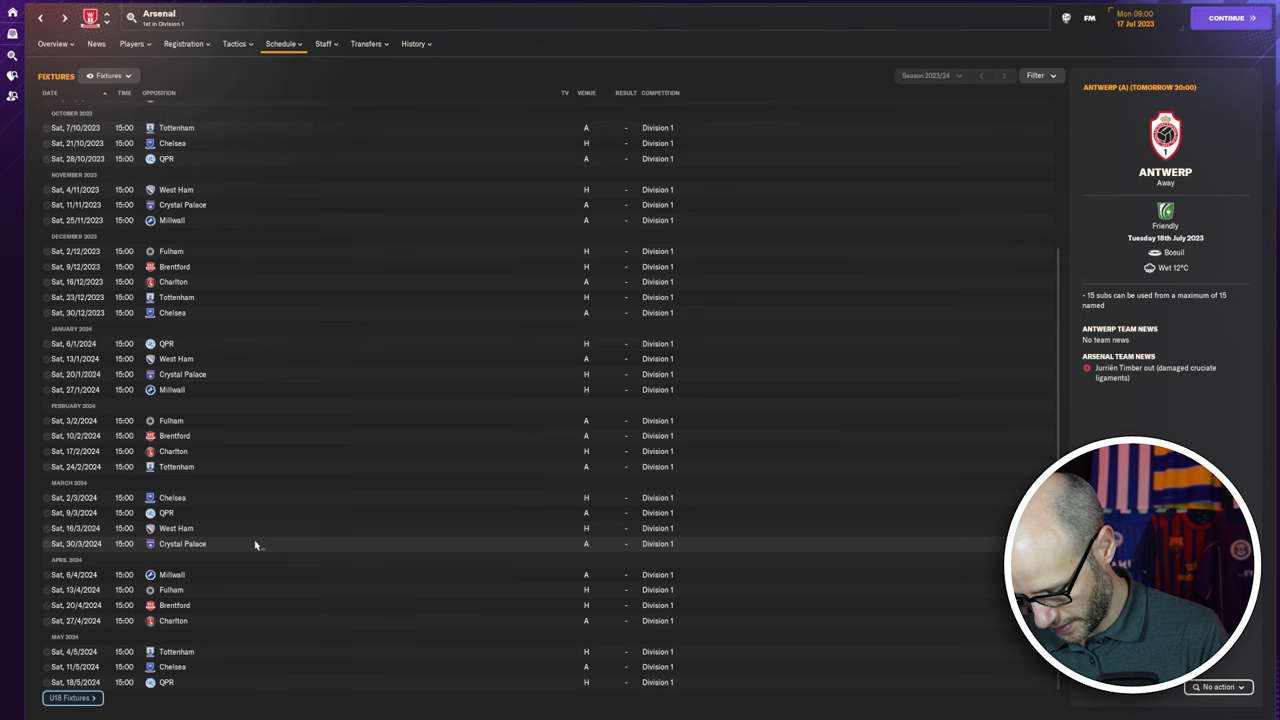 Arsenal
1st in Division 1
FM
Mon 09:00
17 Jul 2023
CONTINUE
Overview
News
Players
Registration
Tactics
Schedule
Staff
Transfers
History
FIXTURES
Fixtures
Season 2023/24
Filter
DATE TIME OPPOSITION TV VENUE RESULT COMPETITION
OCTOBER 2023
Sat, 7/10/2023 15:00 Tottenham A - Division 1
Sat, 21/10/2023 15:00 Chelsea H - Division 1
Sat, 28/10/2023 15:00 QPR A - Division 1
NOVEMBER 2023
Sat, 4/11/2023 15:00 West Ham H - Division 1
Sat, 11/11/2023 15:00 Crystal Palace A - Division 1
Sat, 25/11/2023 15:00 Millwall A - Division 1
DECEMBER 2023
Sat, 2/12/2023 15:00 Fulham H - Division 1
Sat, 9/12/2023 15:00 Brentford H - Division 1
Sat, 16/12/2023 15:00 Charlton A - Division 1
Sat, 23/12/2023 15:00 Tottenham H - Division 1
Sat, 30/12/2023 15:00 Chelsea A - Division 1
JANUARY 2024
Sat, 6/1/2024 15:00 QPR H - Division 1
Sat, 13/1/2024 15:00 West Ham A - Division 1
Sat, 20/1/2024 15:00 Crystal Palace H - Division 1
Sat, 27/1/2024 15:00 Millwall H - Division 1
FEBRUARY 2024
Sat, 3/2/2024 15:00 Fulham A - Division 1
Sat, 10/2/2024 15:00 Brentford A - Division 1
Sat, 17/2/2024 15:00 Charlton H - Division 1
Sat, 24/2/2024 15:00 Tottenham A - Division 1
MARCH 2024
Sat, 2/3/2024 15:00 Chelsea H - Division 1
Sat, 9/3/2024 15:00 QPR A - Division 1
Sat, 16/3/2024 15:00 West Ham H - Division 1
Sat, 30/3/2024 15:00 Crystal Palace A - Division 1
APRIL 2024
Sat, 6/4/2024 15:00 Millwall A - Division 1
Sat, 13/4/2024 15:00 Fulham H - Division 1
Sat, 20/4/2024 15:00 Brentford H - Division 1
Sat, 27/4/2024 15:00 Charlton A - Division 1
MAY 2024
Sat, 4/5/2024 15:00 Tottenham H - Division 1
Sat, 11/5/2024 15:00 Chelsea A - Division 1
Sat, 18/5/2024 15:00 QPR H - Division 1
U18 Fixtures >
ANTWERP (A) (TOMORROW 20:00)
1
ANTWERP
Away
Friendly
Tuesday 18th July 2023
Bosuil
Wet 12°C
- 15 subs can be used from a maximum of 15
named
ANTWERP TEAM NEWS
No team news
ARSENAL TEAM NEWS
Jurriën Timber out (damaged cruciate
ligaments)
No action